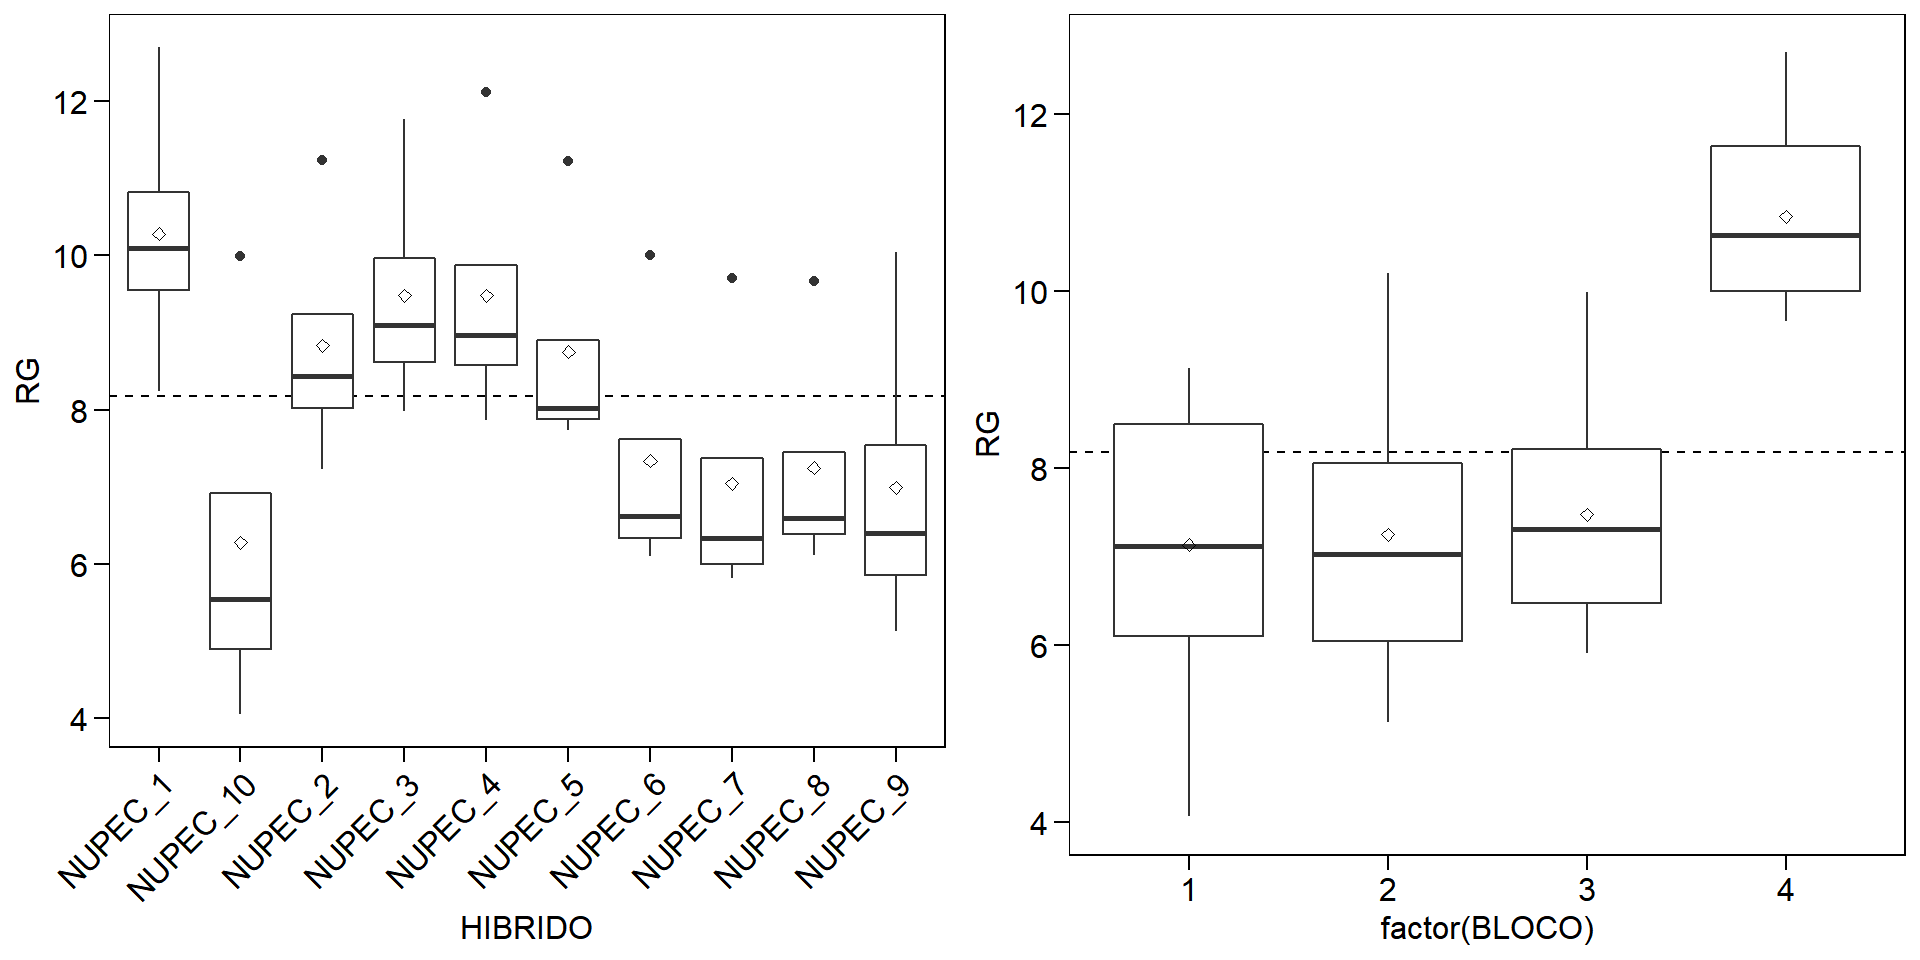 RG
12
10
8
6
4
NUPEC_1
NUPEC_10
NUPEC_2
NUPEC_3
NUPEC_4
NUPEC_5
NUPEC_6
NUPEC_7
NUPEC_8
NUPEC_9
HIBRIDO
RG
12
10
8
6
4
1 2 3 4
factor(BLOCO)